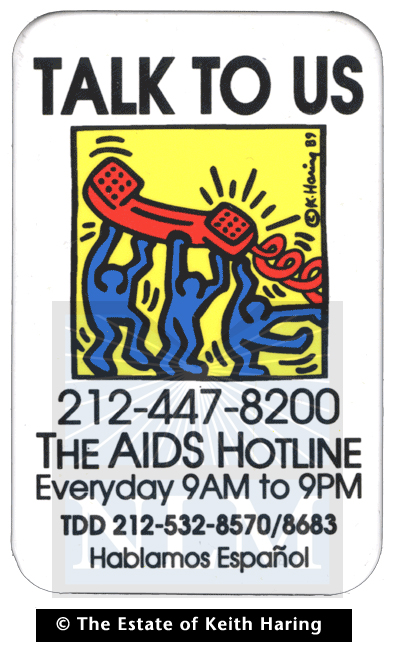 TALK TO US
© K. Haring 89
212-447-8200
THE AIDS HOTLINE
Everyday 9AM to 9PM
TDD 212-532-8570/8683
Hablamos Español
NLM
© The Estate of Keith Haring